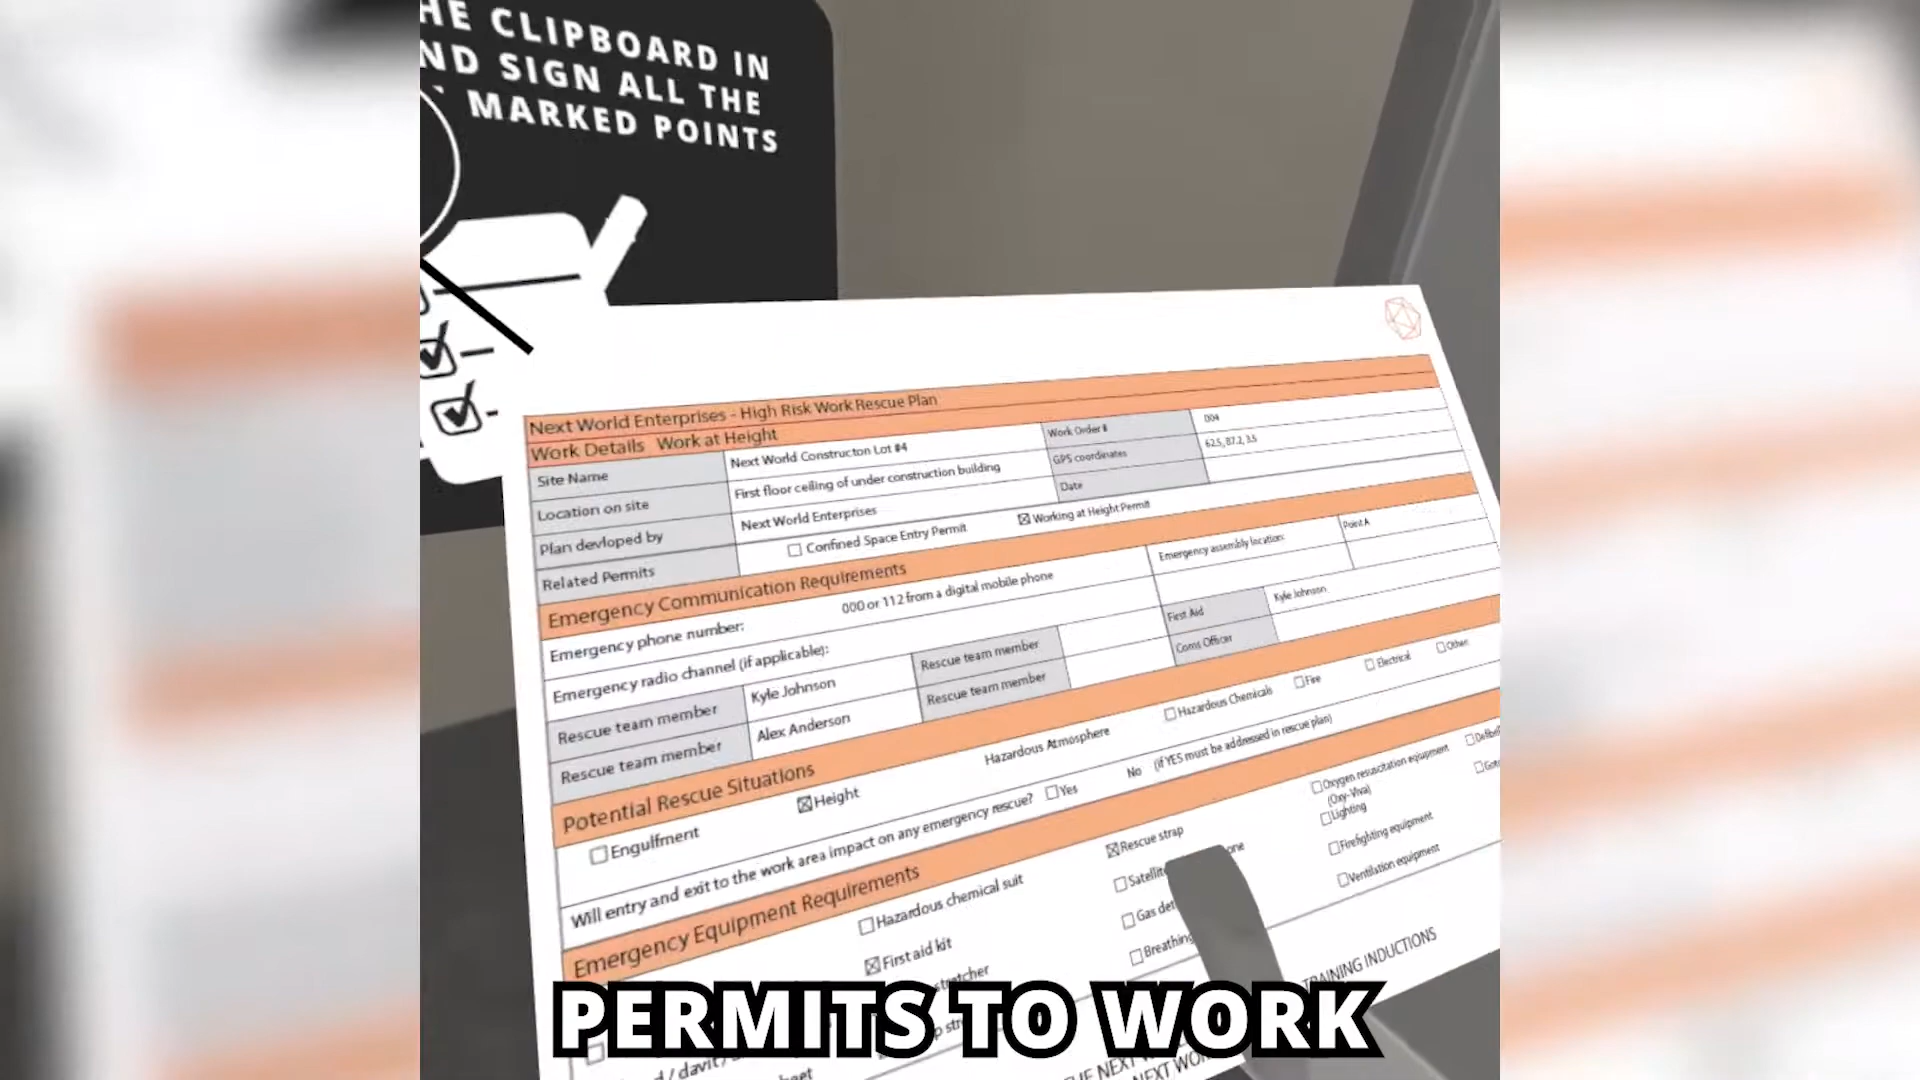 HE CLIPBOARD IN
ND SIGN ALL THE
MARKED POINTS
Next World Enterprises - High Risk Work Rescue Plan
Work Details Work at Height
Site Name Next World Constructon Lot #4 Work Order # 004
Location on site First floor ceiling of under construction building GPS coordinates 62.5, 87.2, 3.5
Plan devloped by Next World Enterprises Date
Related Permits Confined Space Entry Permit Working at Height Permit
Emergency Communication Requirements
Emergency phone number: 000 or 112 from a digital mobile phone Emergency assembly location: Point A
Emergency radio channel (if applicable):
Rescue team member Kyle Johnson Rescue team member First Aid Kyle Johnson
Rescue team member Alex Anderson Rescue team member Coms Officer
Potential Rescue Situations
Engulfment Height Hazardous Atmosphere Hazardous Chemicals Fire Electrical Other
Will entry and exit to the work area impact on any emergency rescue? Yes No (if YES must be addressed in rescue plan)
Emergency Equipment Requirements
Hazardous chemical suit Rescue strap Oxygen resuscitation equipment
(Oxy-Viva)
First aid kit Lighting
Firefighting equipment
Breathing Ventilation equipment
TRAINING INDUCTIONS
PERMITS TO WORK